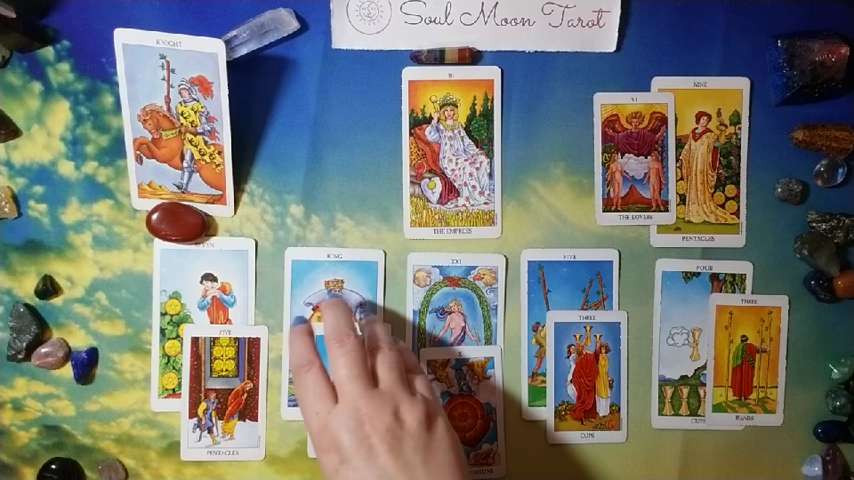 Soul Moon Tarot
KNIGHT
III
THE EMPRESS
VI
THE LOVERS
NINE
PENTACLES
KING
XXI
FIVE
FOUR
FIVE
PENTACLES
X
THREE
CUPS
CUPS
THREE
WANDS